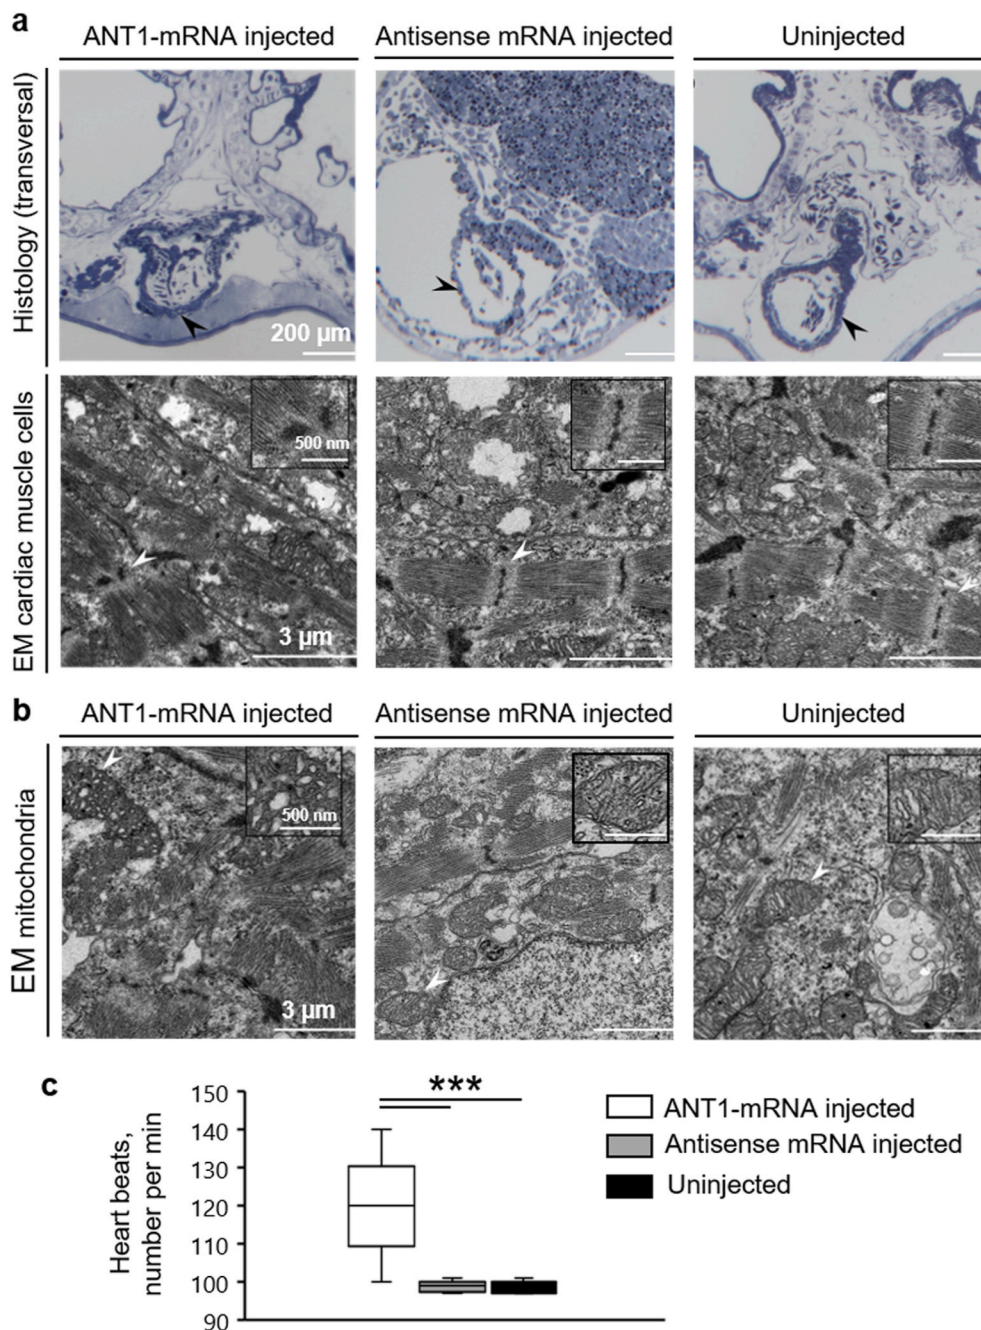 a
ANT1-mRNA injected
Antisense mRNA injected
Uninjected
Histology (transversal)
200 µm
EM cardiac muscle cells
500 nm
3 µm
b
ANT1-mRNA injected
Antisense mRNA injected
Uninjected
EM mitochondria
500 nm
3 µm
c
Heart beats,
number per min
150
140
130
120
110
100
90
***
ANT1-mRNA injected
Antisense mRNA injected
Uninjected